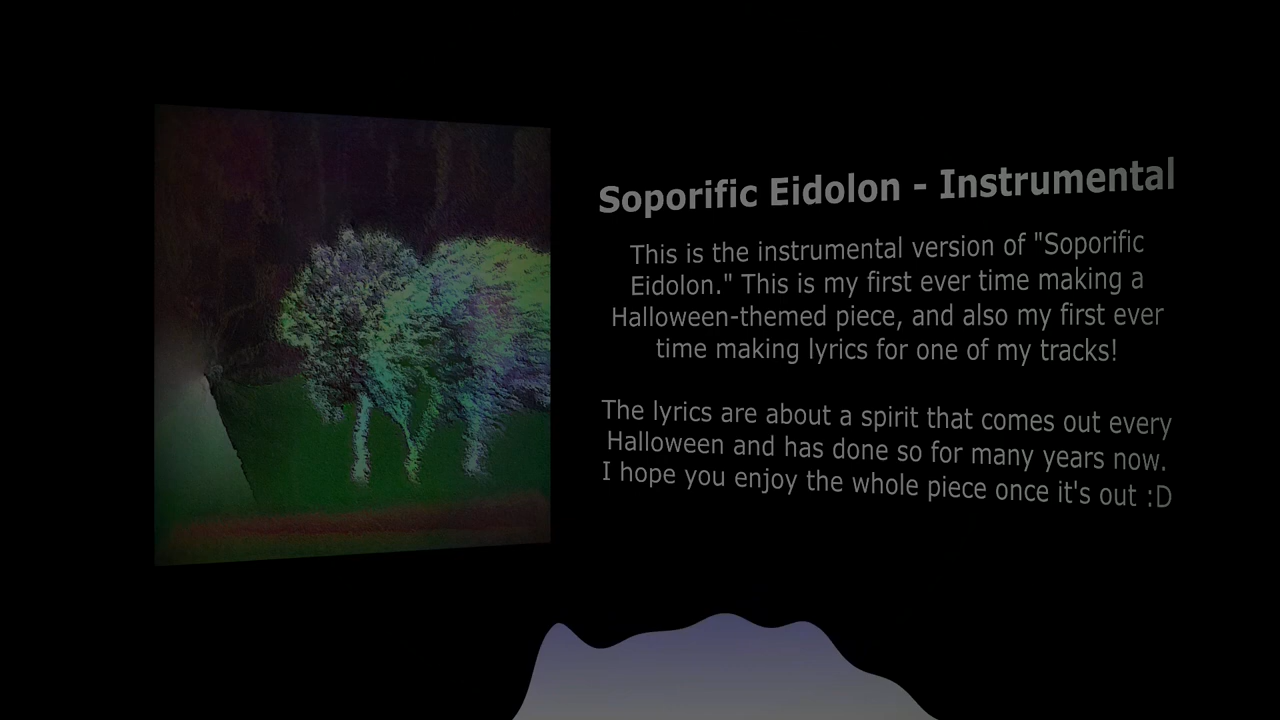 Soporific Eidolon - Instrumental
This is the instrumental version of "Soporific
Eidolon." This is my first ever time making a
Halloween-themed piece, and also my first ever
time making lyrics for one of my tracks!
The lyrics are about a spirit that comes out every
Halloween and has done so for many years now.
I hope you enjoy the whole piece once it's out :D